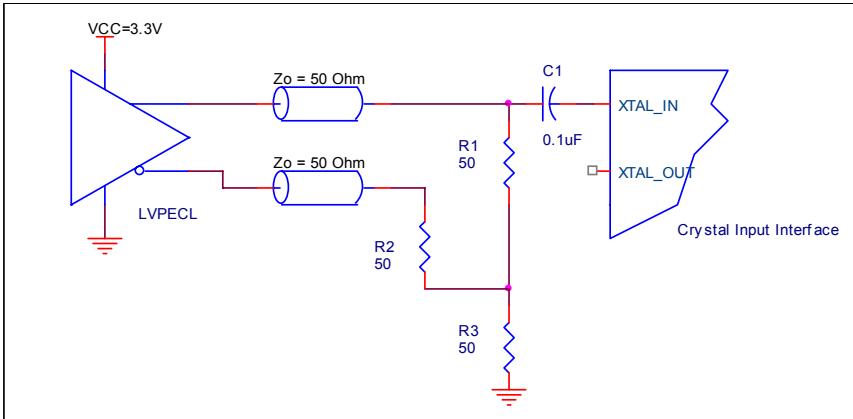 VCC=3.3V
Zo = 50 Ohm
C1
XTAL_IN
R1
50
0.1uF
Zo = 50 Ohm
XTAL_OUT
LVPECL
Crystal Input Interface
R2
50
R3
50